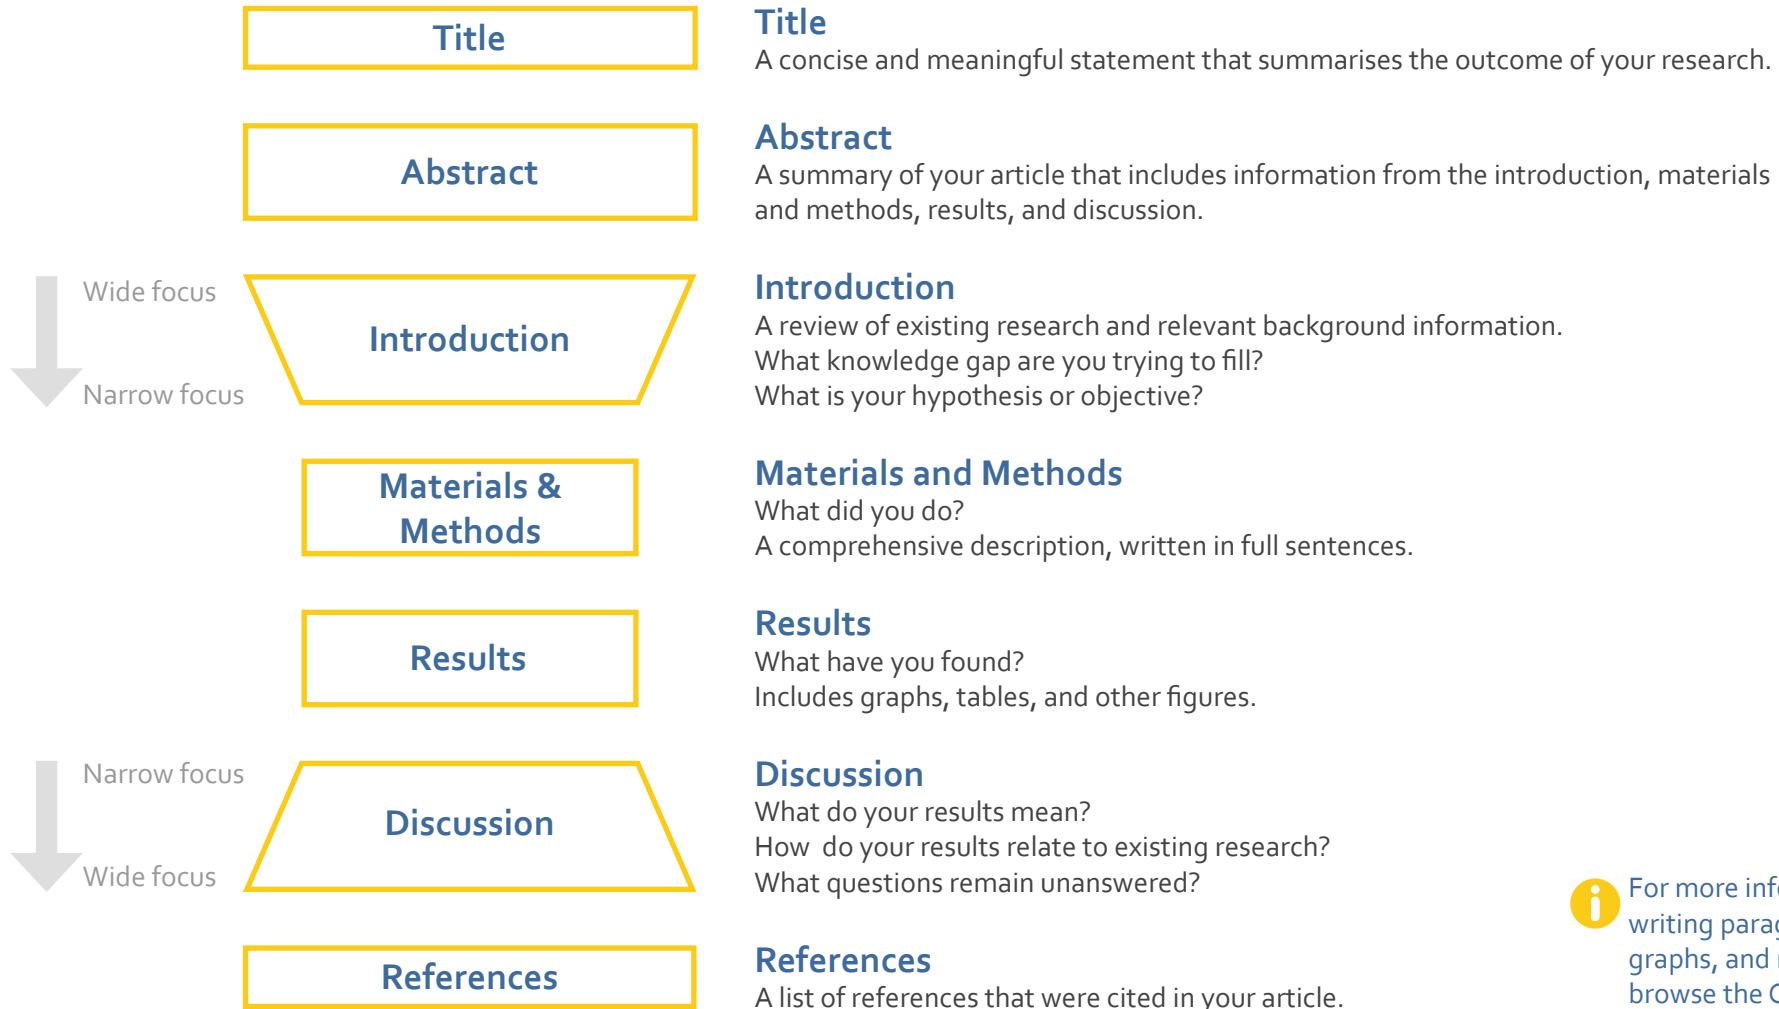 Title
Title
A concise and meaningful statement that summarises the outcome of your research.
Abstract
Abstract
A summary of your article that includes information from the introduction, materials
and methods, results, and discussion.
Wide focus
Narrow focus
Introduction
Introduction
A review of existing research and relevant background information.
What knowledge gap are you trying to fill?
What is your hypothesis or objective?
Materials &
Methods
Materials and Methods
What did you do?
A comprehensive description, written in full sentences.
Results
Results
What have you found?
Includes graphs, tables, and other figures.
Narrow focus
Wide focus
Discussion
Discussion
What do your results mean?
How  do your results relate to existing research?
What questions remain unanswered?
References
References
A list of references that were cited in your article.
i
For more
writing
graphs, and
browse the